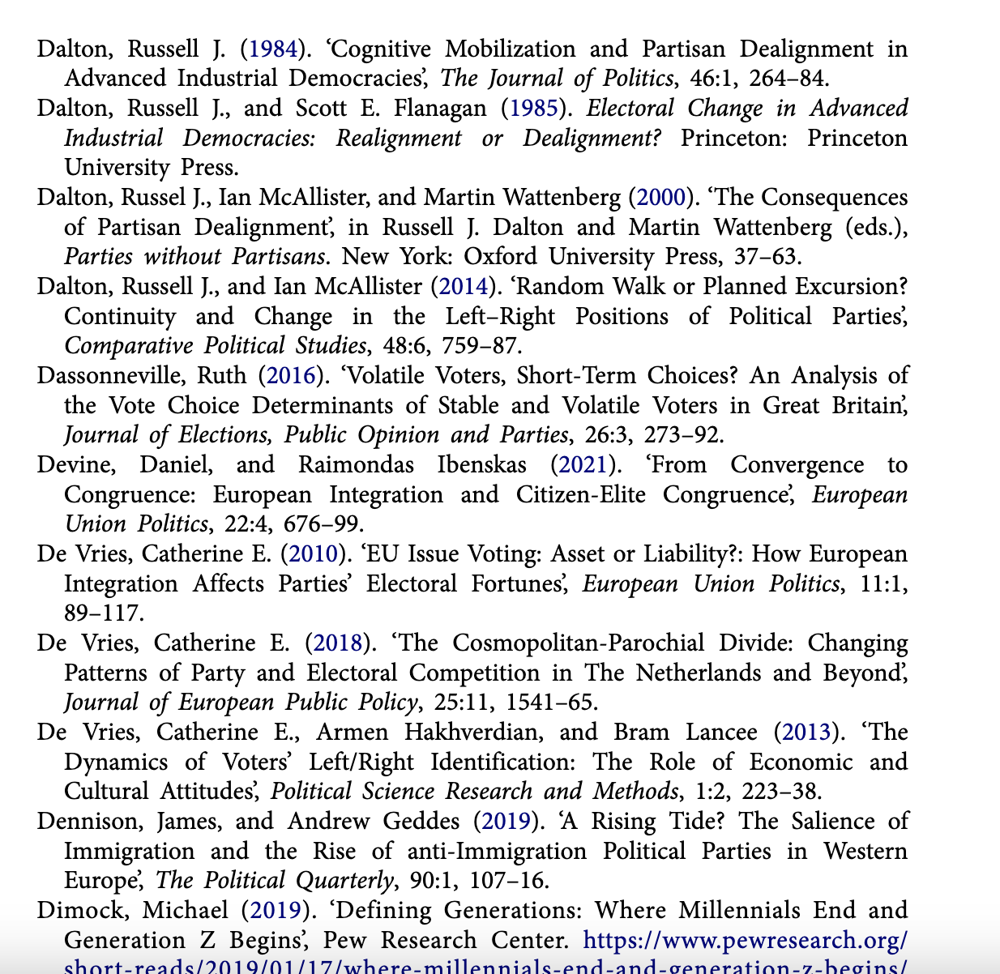 Dalton, Russell J. (1984). ‘Cognitive Mobilization and Partisan Dealignment in
Advanced Industrial Democracies’, The Journal of Politics, 46:1, 264–84.
Dalton, Russell J., and Scott E. Flanagan (1985). Electoral Change in Advanced
Industrial Democracies: Realignment or Dealignment? Princeton: Princeton
University Press.
Dalton, Russel J., Ian McAllister, and Martin Wattenberg (2000). ‘The Consequences
of Partisan Dealignment’, in Russell J. Dalton and Martin Wattenberg (eds.),
Parties without Partisans. New York: Oxford University Press, 37–63.
Dalton, Russell J., and Ian McAllister (2014). ‘Random Walk or Planned Excursion?
Continuity and Change in the Left–Right Positions of Political Parties’,
Comparative Political Studies, 48:6, 759–87.
Dassonneville, Ruth (2016). ‘Volatile Voters, Short-Term Choices? An Analysis of
the Vote Choice Determinants of Stable and Volatile Voters in Great Britain’,
Journal of Elections, Public Opinion and Parties, 26:3, 273–92.
Devine, Daniel, and Raimondas Ibenskas (2021). ‘From Convergence to
Congruence: European Integration and Citizen-Elite Congruence’, European
Union Politics, 22:4, 676–99.
De Vries, Catherine E. (2010). ‘EU Issue Voting: Asset or Liability?: How European
Integration Affects Parties’ Electoral Fortunes’, European Union Politics, 11:1,
89–117.
De Vries, Catherine E. (2018). ‘The Cosmopolitan-Parochial Divide: Changing
Patterns of Party and Electoral Competition in The Netherlands and Beyond’,
Journal of European Public Policy, 25:11, 1541–65.
De Vries, Catherine E., Armen Hakhverdian, and Bram Lancee (2013). ‘The
Dynamics of Voters’ Left/Right Identification: The Role of Economic and
Cultural Attitudes’, Political Science Research and Methods, 1:2, 223–38.
Dennison, James, and Andrew Geddes (2019). ‘A Rising Tide? The Salience of
Immigration and the Rise of anti-Immigration Political Parties in Western
Europe’, The Political Quarterly, 90:1, 107–16.
Dimock, Michael (2019). ‘Defining Generations: Where Millennials End and
Generation Z Begins’, Pew Research Center. https://www.pewresearch.org/
short-reads/2019/01/17/where-millennials-end-and-generation-z-begins/